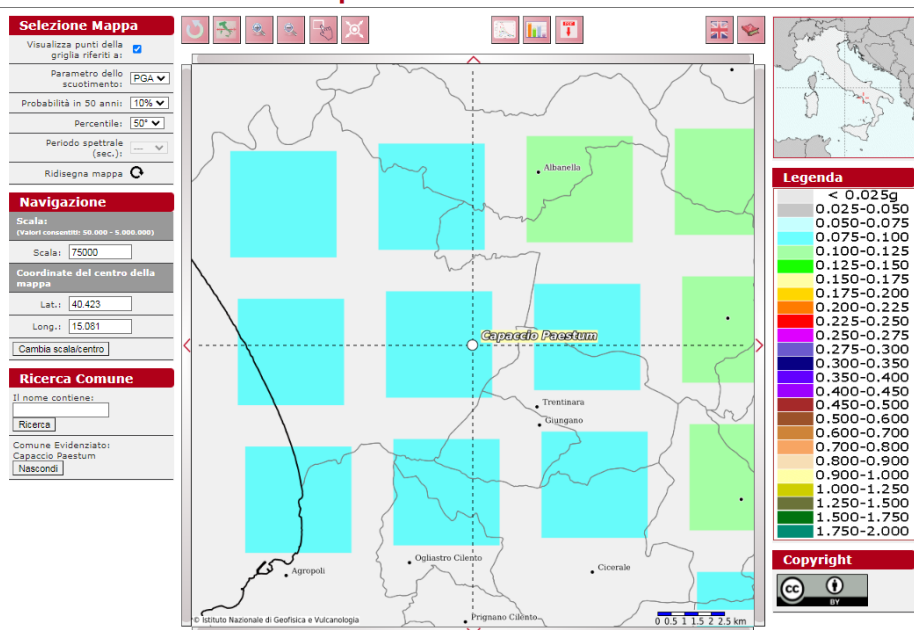 Selezione Mappa
Visualizza punti della
griglia riferiti a:
Parametro dello
scuotimento:
PGA
Probabilità in 50 anni:
10%
Percentile:
50°
Periodo spettrale
(sec.):
---
Ridisegna mappa
Navigazione
Scala:
(Valori consentiti: 50.000 - 5.000.000)
Scala: 75000
Coordinate del centro della
mappa
Lat.: 40.423
Long.: 15.081
Cambia scala/centro
Ricerca Comune
Il nome contiene:
Ricerca
Comune Evidenziato:
Capaccio Paestum
Nascondi
Albanella
Capaccio Paestum
Trentinara
Giungano
Ogliastro Cilento
Agropoli
Cicerale
Prignano Cilento
© Istituto Nazionale di Geofisica e Vulcanologia
0 0.5 1 1.5 2 2.5 km
Legenda
< 0.025g
0.025-0.050
0.050-0.075
0.075-0.100
0.100-0.125
0.125-0.150
0.150-0.175
0.175-0.200
0.200-0.225
0.225-0.250
0.250-0.275
0.275-0.300
0.300-0.350
0.350-0.400
0.400-0.450
0.450-0.500
0.500-0.600
0.600-0.700
0.700-0.800
0.800-0.900
0.900-1.000
1.000-1.250
1.250-1.500
1.500-1.750
1.750-2.000
Copyright
cc
BY